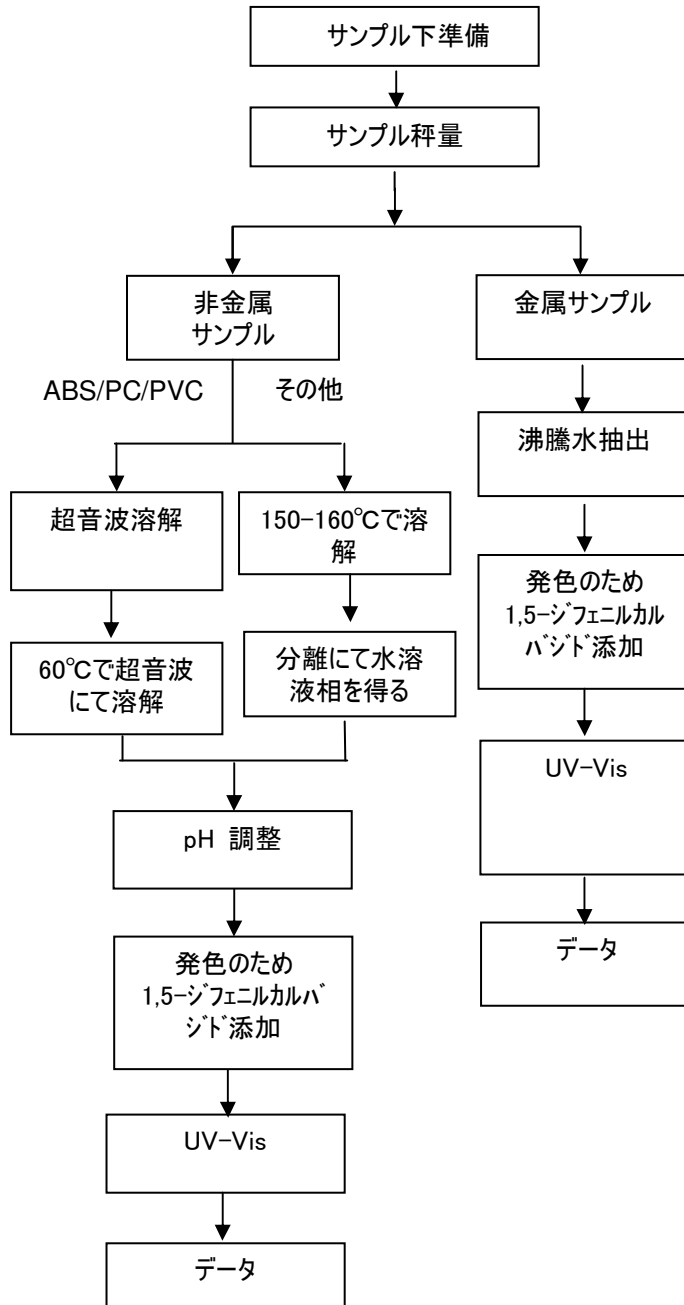 サンプル下準備
サンプル秤量
非金属
サンプル
金属サンプル
ABS/PC/PVC
その他
沸騰水抽出
超音波溶解
150-160℃で溶
解
発色のため
1,5-ｼﾞﾌｪﾆﾙｶﾙ
ﾊﾞｼﾞﾄﾞ添加
60℃で超音波
にて溶解
分離にて水溶
液相を得る
UV-Vis
pH 調整
データ
発色のため
1,5-ｼﾞﾌｪﾆﾙｶﾙﾊﾞ
ｼﾞﾄﾞ添加
UV-Vis
データ